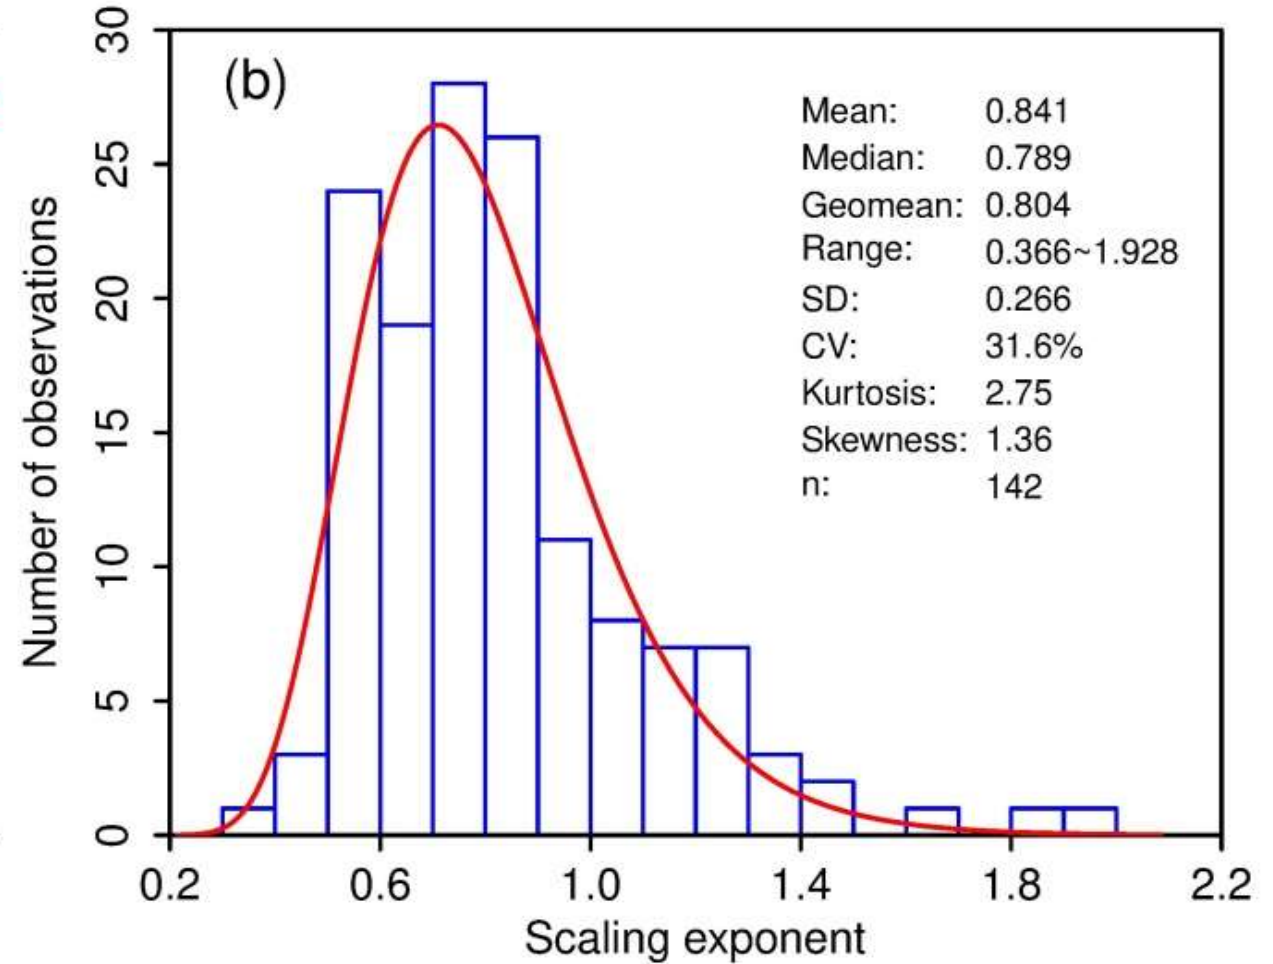 (b)
Mean: 0.841
Median: 0.789
Geomean: 0.804
Range: 0.366~1.928
SD: 0.266
CV: 31.6%
Kurtosis: 2.75
Skewness: 1.36
n: 142
Number of observations
30
25
20
15
10
5
0
0.2 0.6 1.0 1.4 1.8 2.2
Scaling exponent